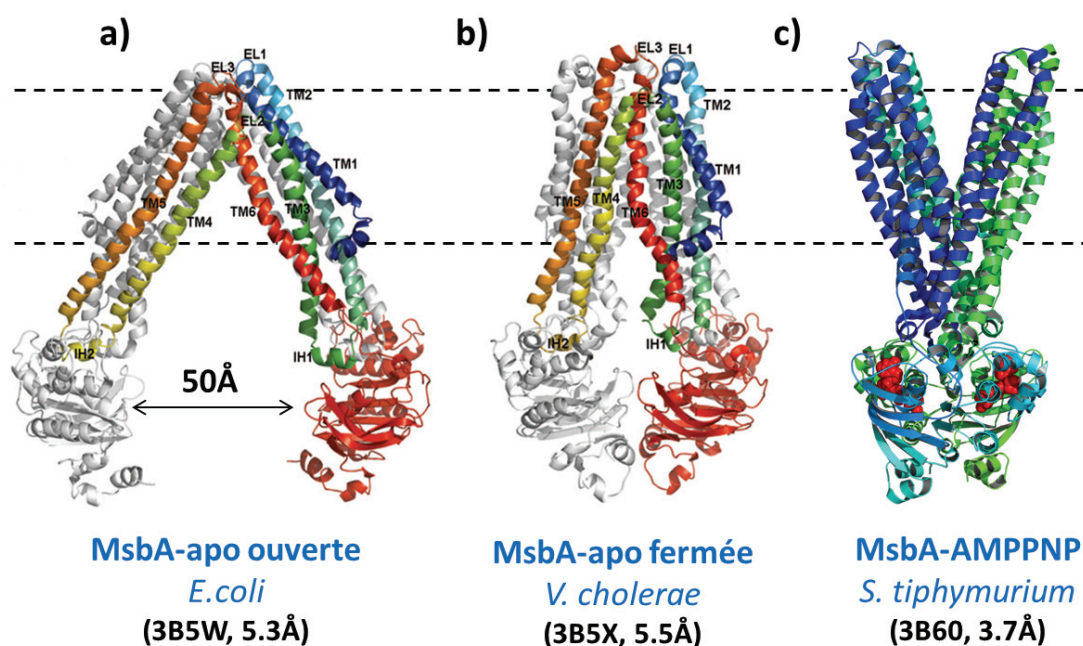 a)
EL1
EL3
TM2
EL2
TM1
TM5
TM4
TM6
TM3
IH2
IH1
50Å
MsbA-apo ouverte
E.coli
(3B5W, 5.3Å)
b)
EL3
EL1
EL2
TM2
TM1
TM3
TM5
TM4
TM6
IH2
IH1
MsbA-apo fermée
V. cholerae
(3B5X, 5.5Å)
c)
MsbA-AMPPNP
S. tiphymurium
(3B60, 3.7Å)